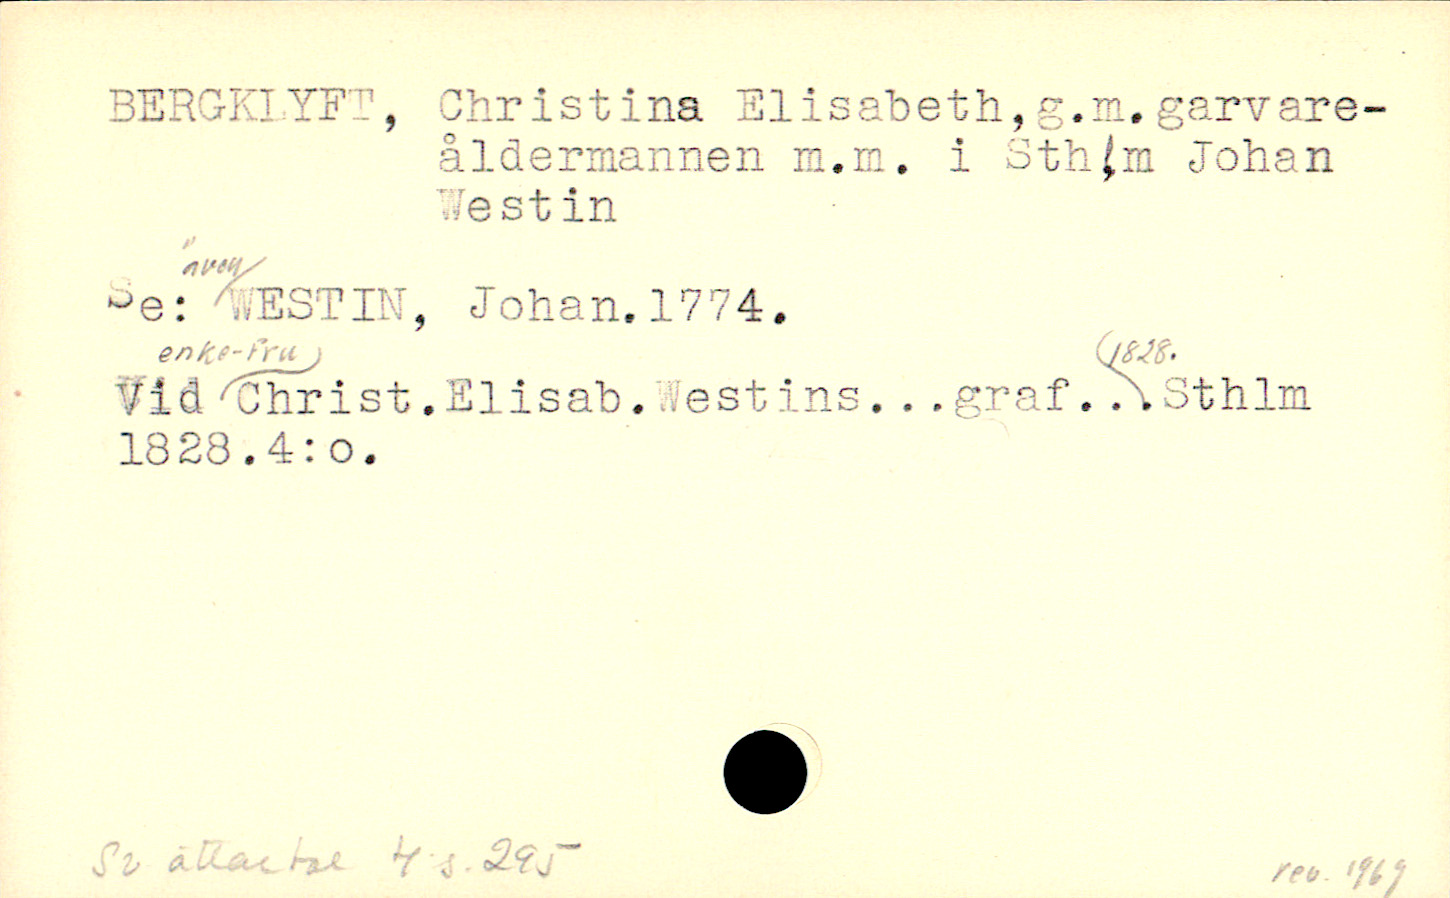 BERGKLYFT, Christina Elisabeth,g.m.garvare-
åldermannen m.m. i Sthlm Johan
Westin
även
Se: WESTIN, Johan.1774.
enke-Fru
1828.
Vid Christ.Elisab.Westins...graf...Sthlm
1828.4:o.
Sv ättartal 4 s. 295
rev. 1969